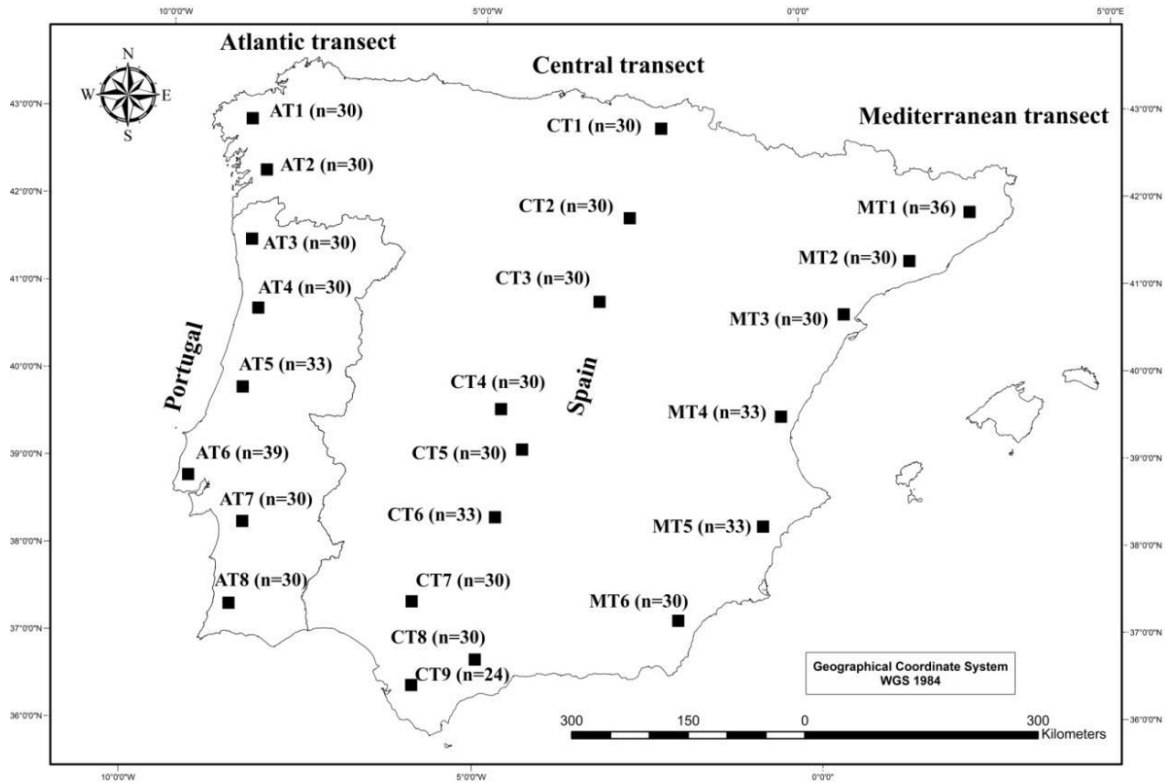 10°0'0"W 5°0'0"W 0°0'0" 5°0'0"E
Atlantic transect
Central transect
Mediterranean transect
N
W E
S
43°0'0"N
43°0'0"N
AT1 (n=30)
CT1 (n=30)
AT2 (n=30)
42°0'0"N
42°0'0"N
CT2 (n=30)
MT1 (n=36)
AT3 (n=30)
MT2 (n=30)
41°0'0"N
41°0'0"N
CT3 (n=30)
AT4 (n=30)
MT3 (n=30)
Portugal
Spain
40°0'0"N
40°0'0"N
AT5 (n=33)
CT4 (n=30)
MT4 (n=33)
39°0'0"N
39°0'0"N
AT6 (n=39)
CT5 (n=30)
AT7 (n=30)
CT6 (n=33)
MT5 (n=33)
38°0'0"N
38°0'0"N
AT8 (n=30)
CT7 (n=30)
MT6 (n=30)
37°0'0"N
37°0'0"N
CT8 (n=30)
CT9 (n=24)
Geographical Coordinate System
WGS 1984
36°0'0"N
36°0'0"N
300 150 0 300
Kilometers
10°0'0"W 5°0'0"W 0°0'0"